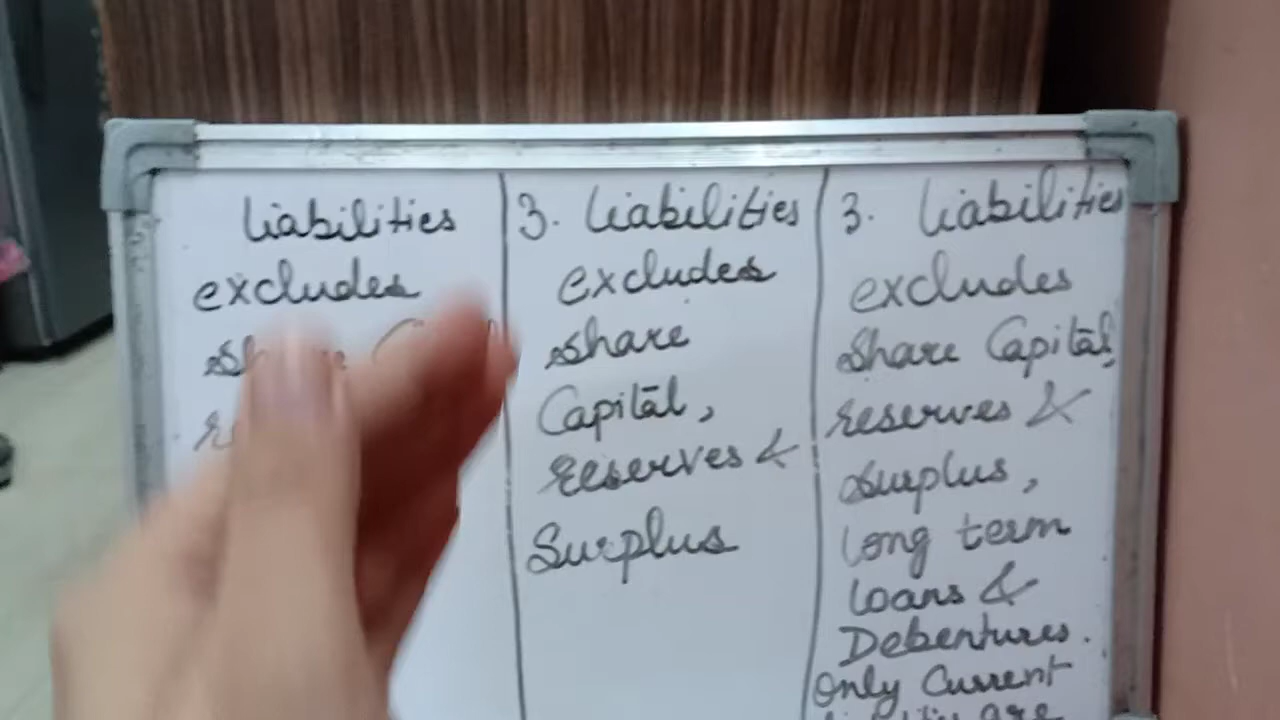 Liabilities
excludes
3. Liabilities
excludes
Share
Capital,
reserves &
Surplus
3. Liabilities
excludes
Share Capital,
reserves &
Surplus,
long term
loans &
Debentures.
Only Current
are